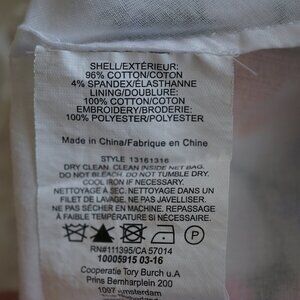 SHELL/EXTÉRIEUR:
96% COTTON/COTON
4% SPANDEX/ÉLASTHANNE
LINING/DOUBLURE:
100% COTTON/COTON
EMBROIDERY/BRODERIE:
100% POLYESTER/POLYESTER
Made in China/Fabrique en Chine
STYLE 13161316
DRY CLEAN. CLEAN INSIDE NET BAG.
DO NOT BLEACH. DO NOT TUMBLE DRY.
COOL IRON IF NECESSARY.
NETTOYAGE À SEC. NETTOYAGE DANS UN
FILET DE LAVAGE. NE PAS JAVELLISER.
NE PAS SÉCHER EN MACHINE. REPASSAGE
À FAIBLE TEMPÉRATURE SI NÉCESSAIRE.
P
RN#111395/CA 57014
10005915 03-16
Cooperatie Tory Burch u.A
Prins Bernharplein 200
1097 Amsterdam